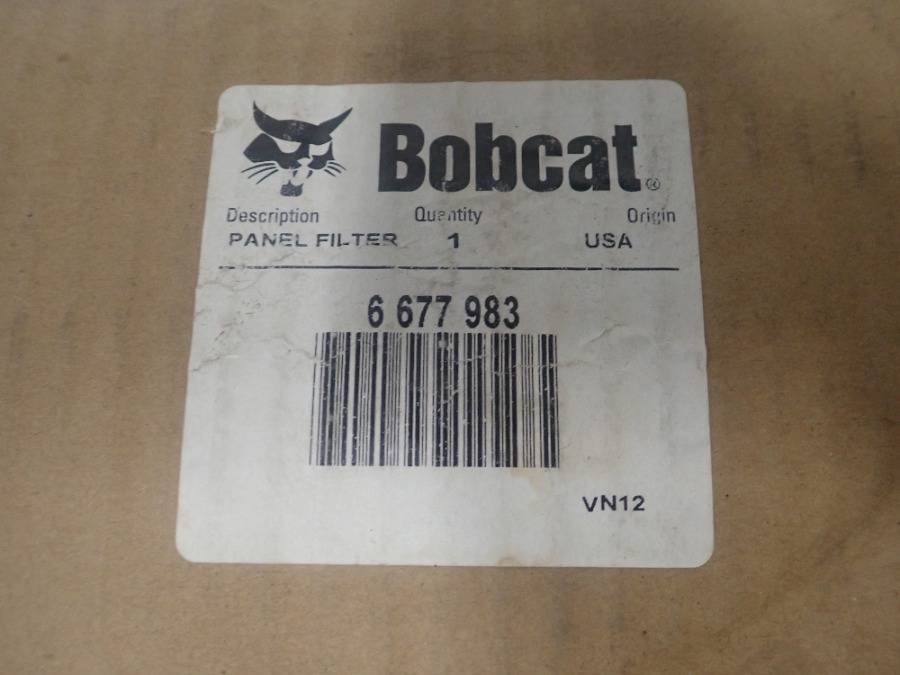 Bobcat®
Description Quantity Origin
PANEL FILTER 1 USA
6 677 983
VN12